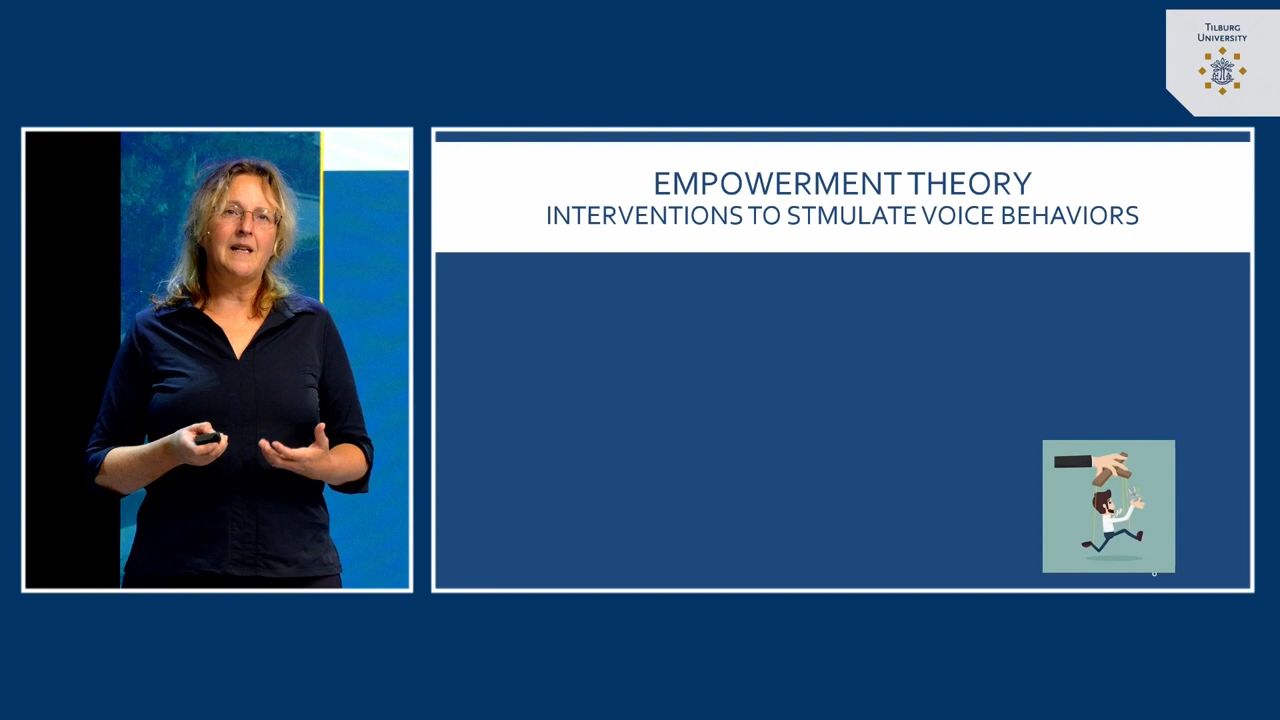 TILBURG
UNIVERSITY
EMPOWERMENT THEORY
INTERVENTIONS TO STMULATE VOICE BEHAVIORS